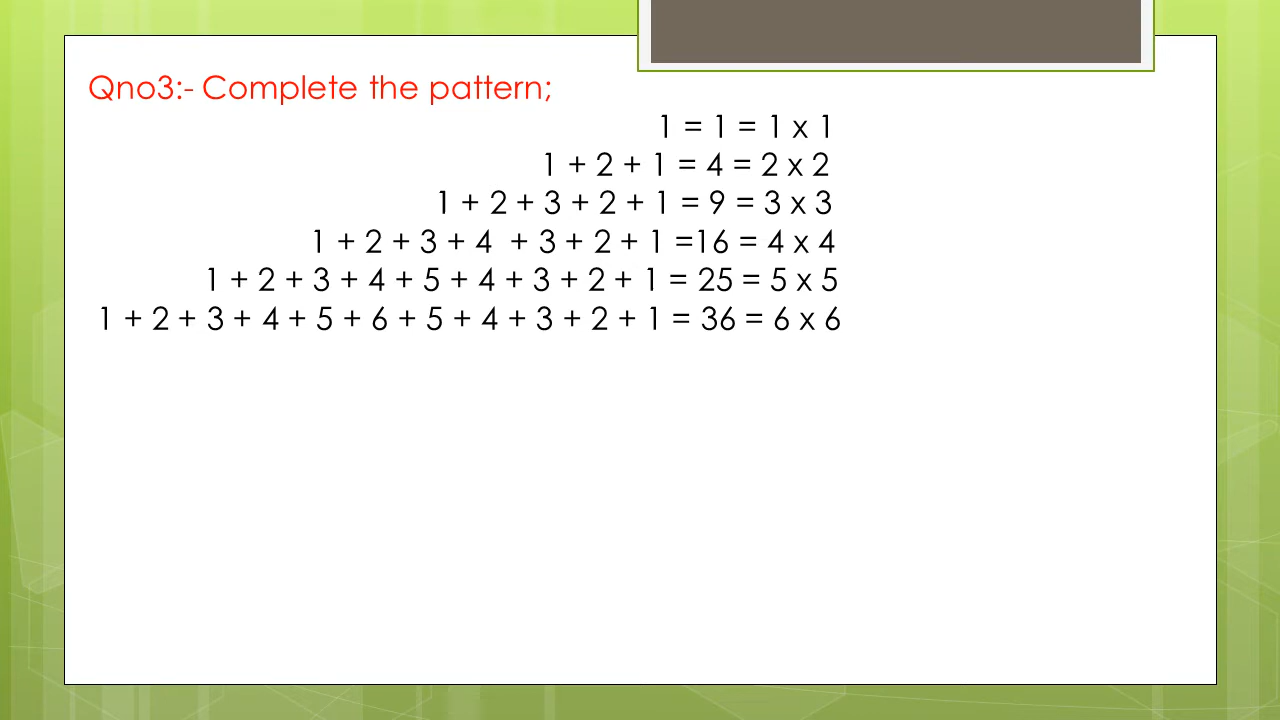 Qno3:- Complete the pattern;
1 = 1 = 1 x 1
1 + 2 + 1 = 4 = 2 x 2
1 + 2 + 3 + 2 + 1 = 9 = 3 x 3
1 + 2 + 3 + 4  + 3 + 2 + 1 =16 = 4 x 4
1 + 2 + 3 + 4 + 5 + 4 + 3 + 2 + 1 = 25 = 5 x 5
1 + 2 + 3 + 4 + 5 + 6 + 5 + 4 + 3 + 2 + 1 = 36 = 6 x 6